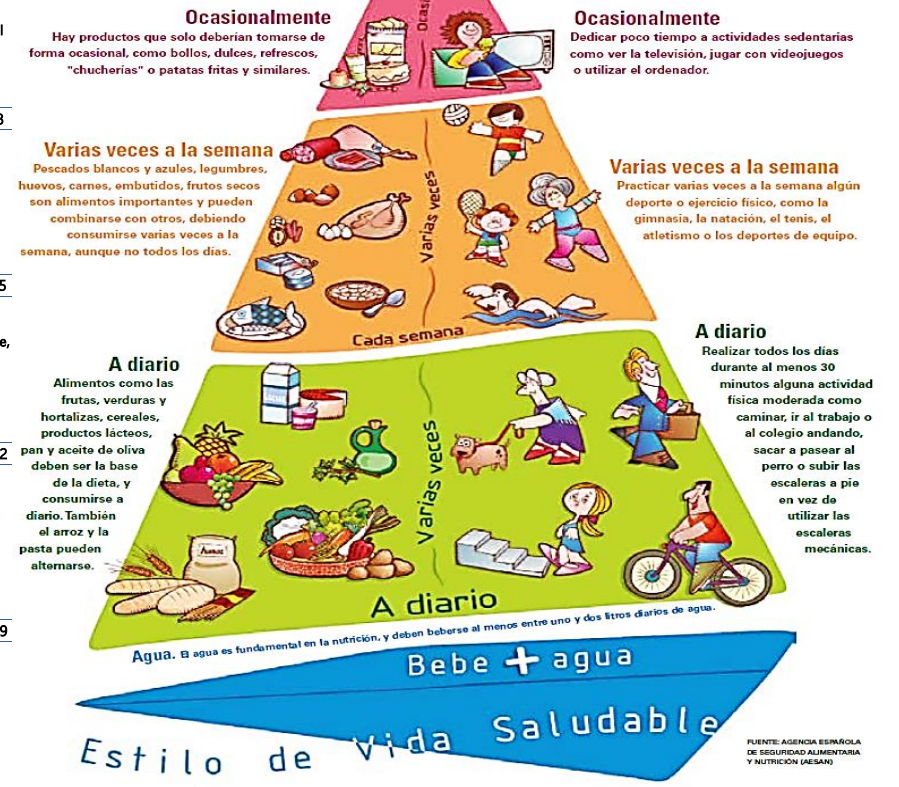 Ocasionalmente
Hay productos que solo deberían tomarse de
forma ocasional, como bollos, dulces, refrescos,
"chucherías" o patatas fritas y similares.
Ocasionalmente
Dedicar poco tiempo a actividades sedentarias
como ver la televisión, jugar con videojuegos
o utilizar el ordenador.
Varias veces a la semana
Pescados blancos y azules, legumbres,
huevos, carnes, embutidos, frutos secos
son alimentos importantes y pueden
combinarse con otros, debiendo
consumirse varias veces a la
semana, aunque no todos los días.
Varias veces
Cada semana
Varias veces a la semana
Practicar varias veces a la semana algún
deporte o ejercicio físico, como la
gimnasia, la natación, el tenis, el
atletismo o los deportes de equipo.
A diario
Alimentos como las
frutas, verduras y
hortalizas, cereales,
productos lácteos,
pan y aceite de oliva
deben ser la base
de la dieta, y
consumirse a
diario. También
el arroz y la
pasta pueden
alternarse.
Varias veces
A diario
A diario
Realizar todos los días
durante al menos 30
minutos alguna actividad
física moderada como
caminar, ir al trabajo o
al colegio andando,
sacar a pasear al
perro o subir las
escaleras a pie
en vez de
utilizar las
escaleras
mecánicas.
Agua. El agua es fundamental en la nutrición, y deben beberse al menos entre uno y dos litros diarios de agua.
Bebe + agua
Estilo de Vida Saludable
FUENTE: AGENCIA ESPAÑOLA
DE SEGURIDAD ALIMENTARIA
Y NUTRICIÓN (AESAN)